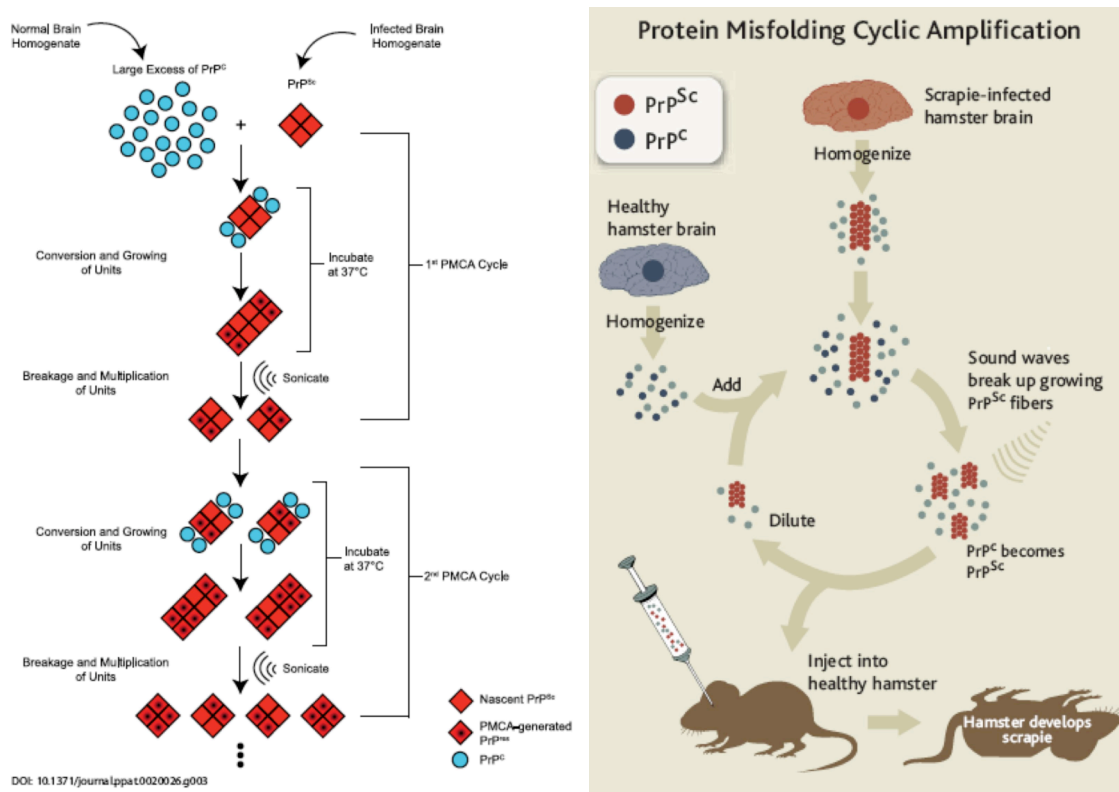 Normal Brain
Homogenate
Infected Brain
Homogenate
Large Excess of PrPᶜ
PrPˢᶜ
+
Conversion and Growing
of Units
Incubate
at 37°C
1ˢᵗ PMCA Cycle
Breakage and Multiplication
of Units
Sonicate
Conversion and Growing
of Units
Incubate
at 37°C
2ⁿᵈ PMCA Cycle
Breakage and Multiplication
of Units
Sonicate
Nascent PrPˢᶜ
PMCA-generated
PrPʳᵉˢ
PrPᶜ
DOI: 10.1371/journal.ppat.0020026.g003
Protein Misfolding Cyclic Amplification
PrPˢᶜ
PrPᶜ
Scrapie-infected
hamster brain
Homogenize
Healthy
hamster brain
Homogenize
Add
Sound waves
break up growing
PrPˢᶜ fibers
Dilute
PrPᶜ becomes
PrPˢᶜ
Inject into
healthy hamster
Hamster develops
scrapie